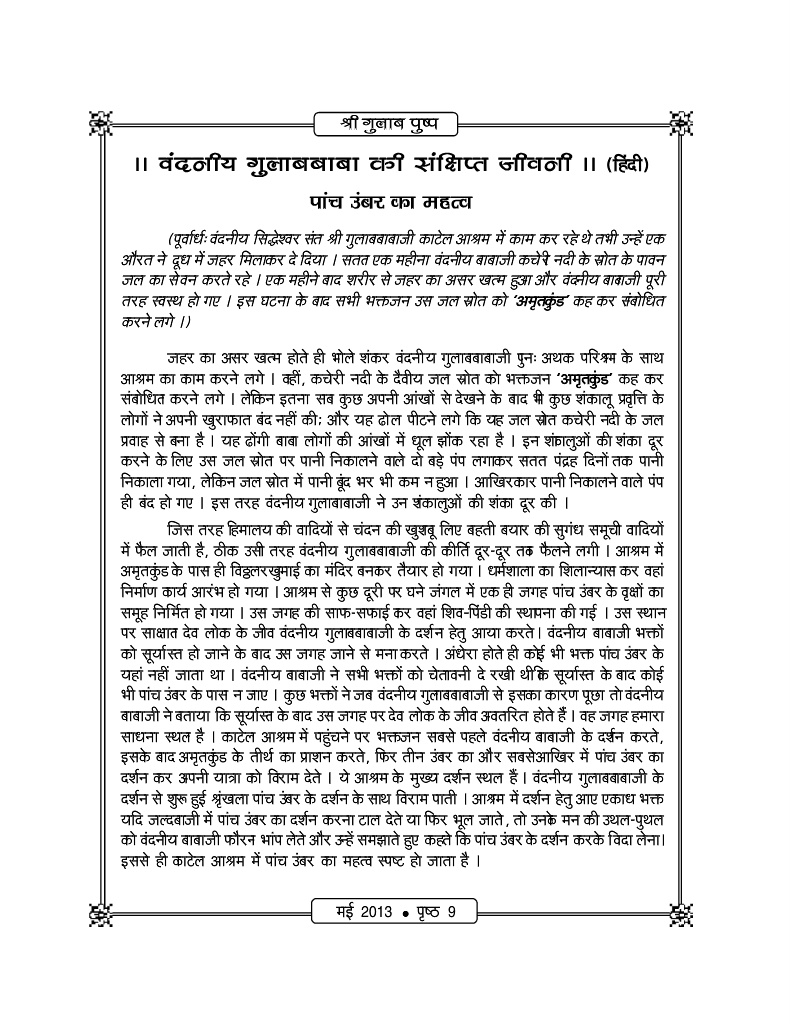 श्री गुलाब पुष्प
।। वंदनीय गुलाबबाबा की संक्षिप्त जीवनी ।। (हिंदी)
पांच उंबर का महत्व
(पूर्वार्धः वंदनीय सिद्धेश्वर संत श्री गुलाबबाबाजी काटेल आश्रम में काम कर रहे थे तभी उन्हें एक
औरत ने दूध में जहर मिलाकर दे दिया । सतत एक महीना वंदनीय बाबाजी कचेरी नदी के स्रोत के पावन
जल का सेवन करते रहे । एक महीने बाद शरीर से जहर का असर खत्म हुआ और वंदनीय बाबाजी पूरी
तरह स्वस्थ हो गए । इस घटना के बाद सभी भक्तजन उस जल स्रोत को ‘अमृतकुंड’ कह कर संबोधित
करने लगे ।)
जहर का असर खत्म होते ही भोले शंकर वंदनीय गुलाबबाबाजी पुनः अथक परिश्रम के साथ
आश्रम का काम करने लगे । वहीं, कचेरी नदी के दैवीय जल स्रोत को भक्तजन ‘अमृतकुंड’ कह कर
संबोधित करने लगे । लेकिन इतना सब कुछ अपनी आंखों से देखने के बाद भी कुछ शंकालू प्रवृत्ति के
लोगों ने अपनी खुराफात बंद नहीं की; और यह ढोल पीटने लगे कि यह जल स्रोत कचेरी नदी के जल
प्रवाह से बना है । यह ढोंगी बाबा लोगों की आंखों में धूल झोंक रहा है । इन शंकालुओं की शंका दूर
करने के लिए उस जल स्रोत पर पानी निकालने वाले दो बड़े पंप लगाकर सतत पंद्रह दिनों तक पानी
निकाला गया, लेकिन जल स्रोत में पानी बूंद भर भी कम न हुआ । आखिरकार पानी निकालने वाले पंप
ही बंद हो गए । इस तरह वंदनीय गुलाबाबाजी ने उन शंकालुओं की शंका दूर की ।
जिस तरह हिमालय की वादियों से चंदन की खुशबू लिए बहती बयार की सुगंध समूची वादियों
में फैल जाती है, ठीक उसी तरह वंदनीय गुलाबबाबाजी की कीर्ति दूर-दूर तक फैलने लगी । आश्रम में
अमृतकुंड के पास ही विठ्ठलरखुमाई का मंदिर बनकर तैयार हो गया । धर्मशाला का शिलान्यास कर वहां
निर्माण कार्य आरंभ हो गया । आश्रम से कुछ दूरी पर घने जंगल में एक ही जगह पांच उंबर के वृक्षों का
समूह निर्मित हो गया । उस जगह की साफ-सफाई कर वहां शिव-पिंडी की स्थापना की गई । उस स्थान
पर साक्षात देव लोक के जीव वंदनीय गुलाबबाबाजी के दर्शन हेतु आया करते । वंदनीय बाबाजी भक्तों
को सूर्यास्त हो जाने के बाद उस जगह जाने से मना करते । अंधेरा होते ही कोई भी भक्त पांच उंबर के
यहां नहीं जाता था । वंदनीय बाबाजी ने सभी भक्तों को चेतावनी दे रखी थी कि सूर्यास्त के बाद कोई
भी पांच उंबर के पास न जाए । कुछ भक्तों ने जब वंदनीय गुलाबबाबाजी से इसका कारण पूछा तो वंदनीय
बाबाजी ने बताया कि सूर्यास्त के बाद उस जगह पर देव लोक के जीव अवतरित होते हैं । वह जगह हमारा
साधना स्थल है । काटेल आश्रम में पहुंचने पर भक्तजन सबसे पहले वंदनीय बाबाजी के दर्शन करते,
इसके बाद अमृतकुंड के तीर्थ का प्राशन करते, फिर तीन उंबर का और सबसे आखिर में पांच उंबर का
दर्शन कर अपनी यात्रा को विराम देते । ये आश्रम के मुख्य दर्शन स्थल हैं । वंदनीय गुलाबबाबाजी के
दर्शन से शुरू हुई श्रृंखला पांच उंबर के दर्शन के साथ विराम पाती । आश्रम में दर्शन हेतु आए एकाध भक्त
यदि जल्दबाजी में पांच उंबर का दर्शन करना टाल देते या फिर भूल जाते, तो उनके मन की उथल-पुथल
को वंदनीय बाबाजी फौरन भांप लेते और उन्हें समझाते हुए कहते कि पांच उंबर के दर्शन करके विदा लेना।
इससे ही काटेल आश्रम में पांच उंबर का महत्व स्पष्ट हो जाता है ।
मई 2013 • पृष्ठ 9